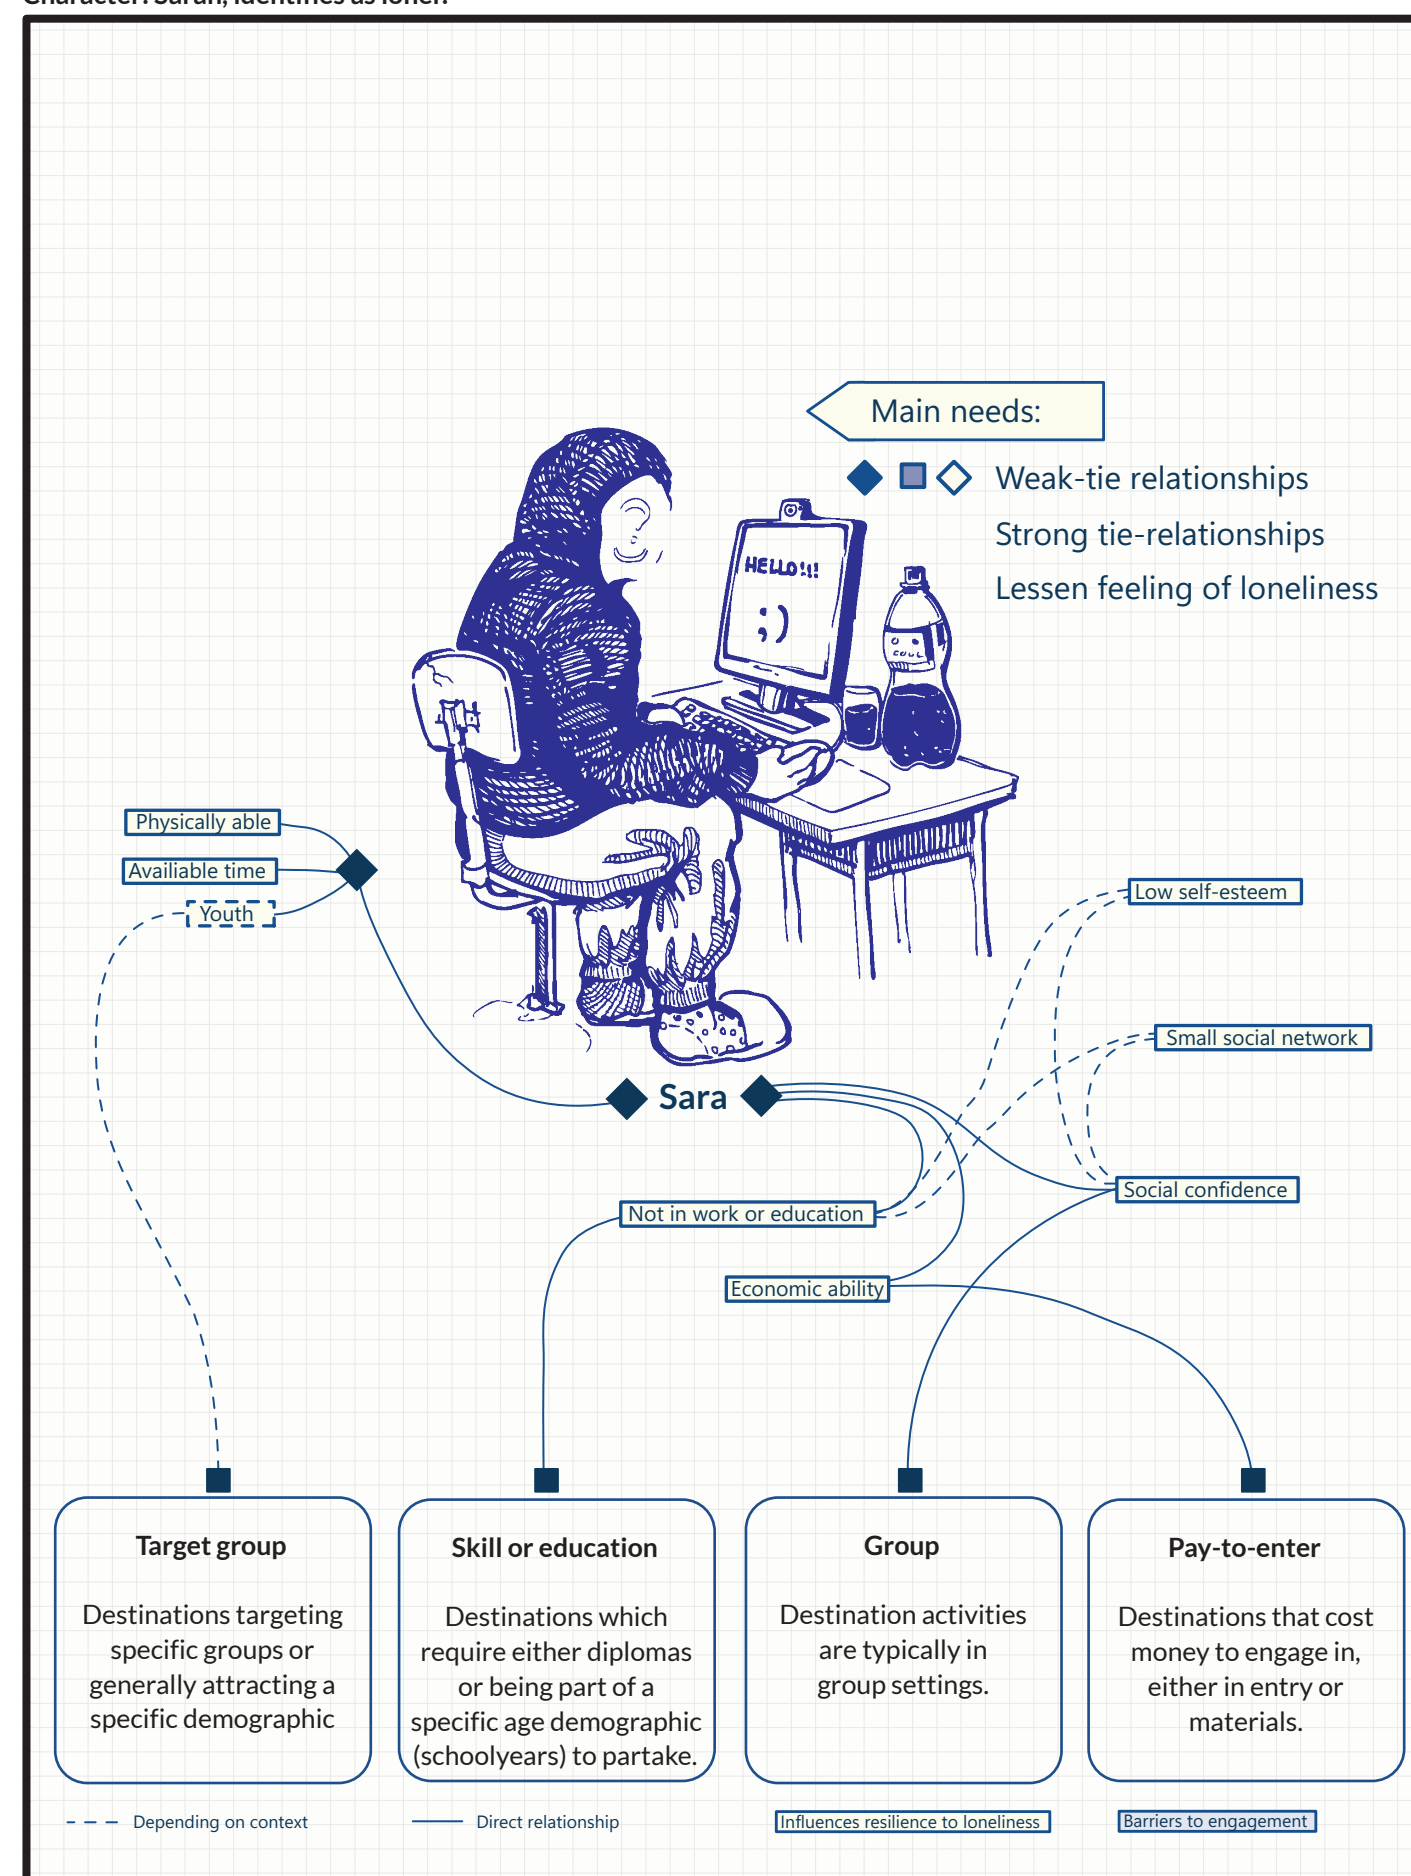 Character: Sarah, identifies as loner.
Main needs:
Weak-tie relationships
Strong tie-relationships
Lessen feeling of loneliness
HELLO!!!
;)
COOL
Physically able
Availiable time
Youth
Low self-esteem
Small social network
Sara
Social confidence
Not in work or education
Economic ability
Target group
Destinations targeting
specific groups or
generally attracting a
specific demographic
Skill or education
Destinations which
require either diplomas
or being part of a
specific age demographic
(schoolyears) to partake.
Group
Destination activities
are typically in
group settings.
Pay-to-enter
Destinations that cost
money to engage in,
either in entry or
materials.
Depending on context
Direct relationship
Influences resilience to loneliness
Barriers to engagement